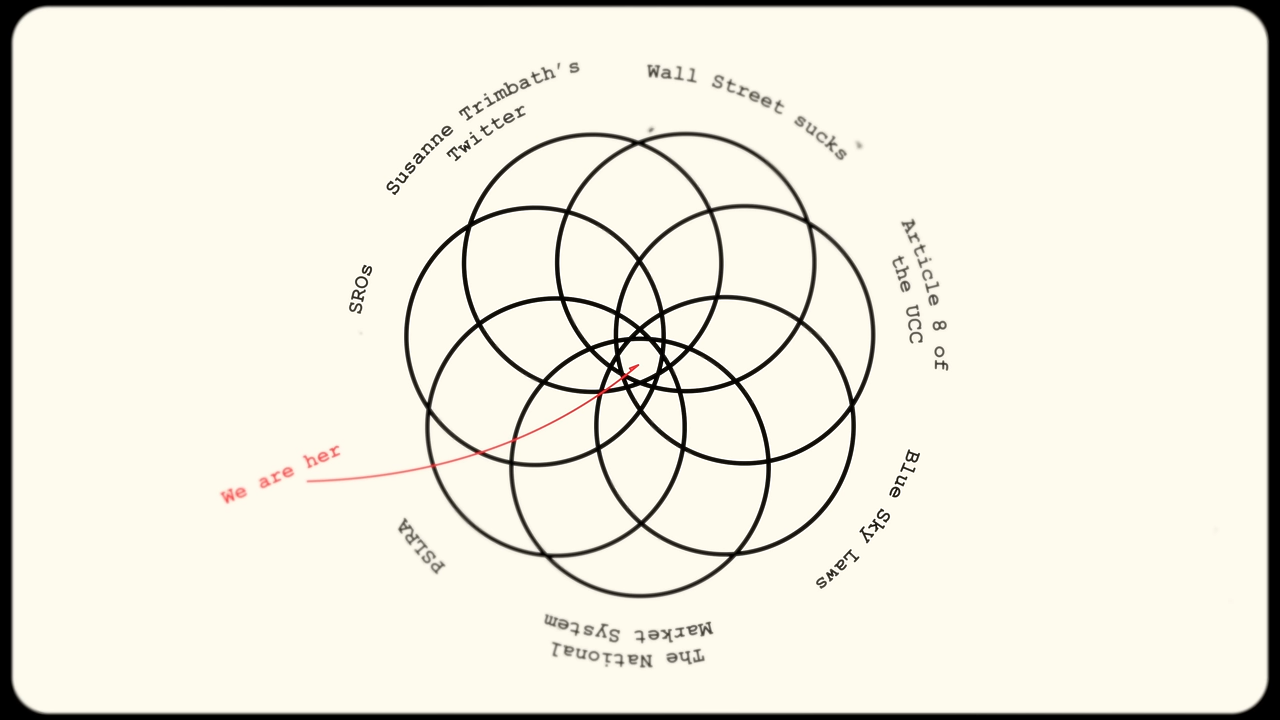 Susanne Trimbath's
Twitter
Wall Street sucks
Article 8 of
the UCC
Blue Sky Laws
The National
Market System
PSLRA
SROs
We are her